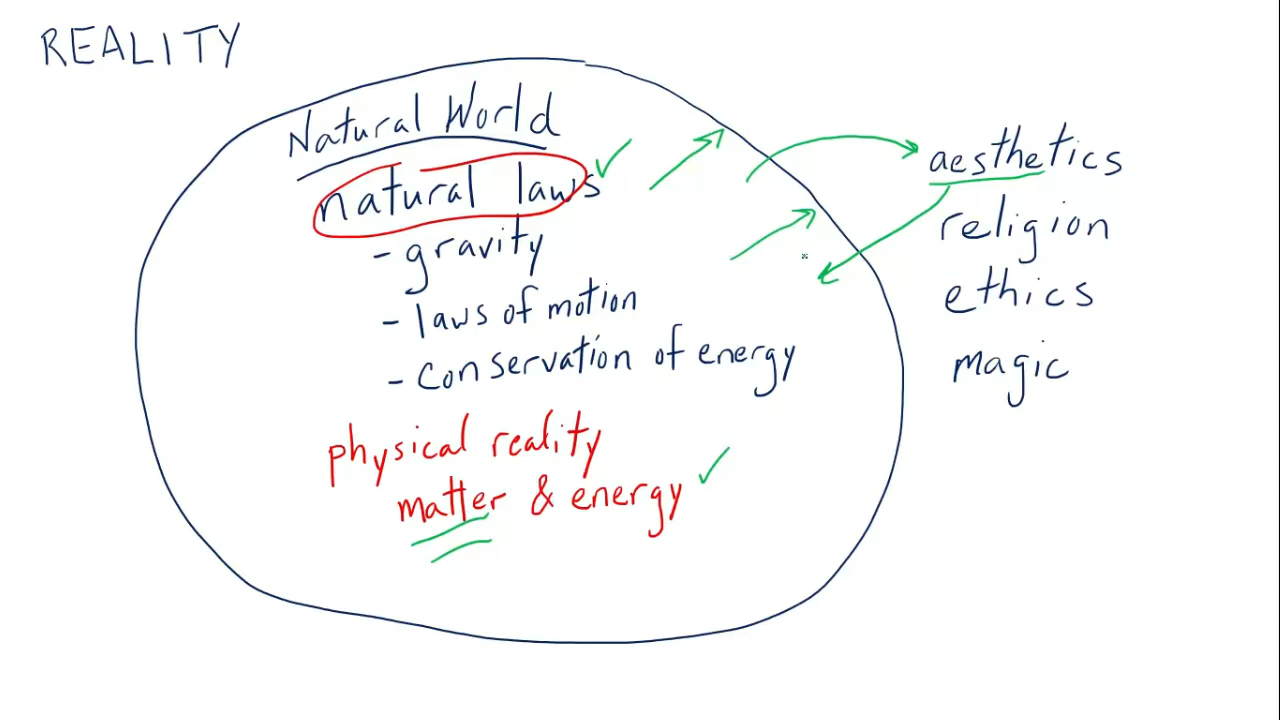 REALITY
Natural World
natural laws
- gravity
- laws of motion
- conservation of energy
physical reality
matter & energy
aesthetics
religion
ethics
magic